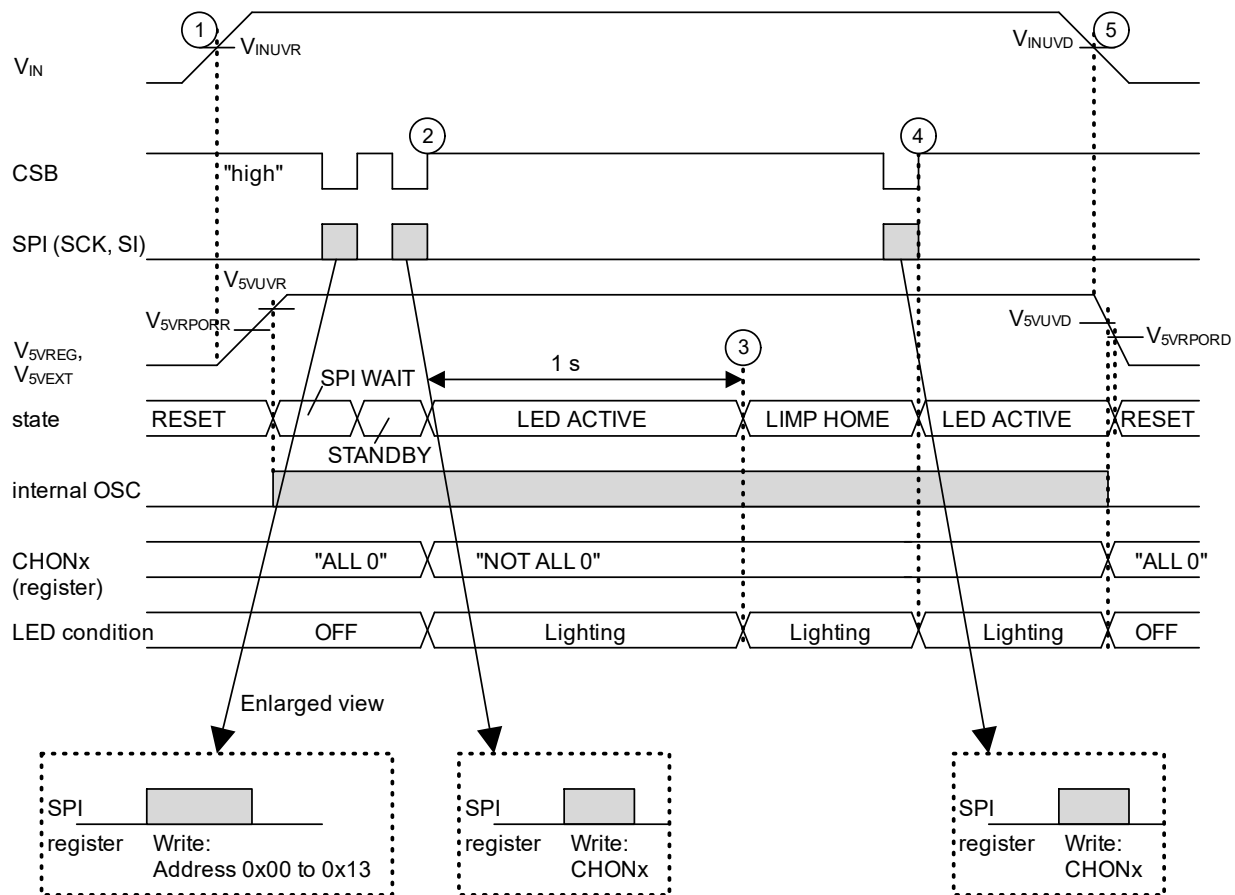 1
VINUVR
VINUVD
5
VIN
2
4
CSB
"high"
SPI (SCK, SI)
V5VUVR
V5VRPORR
V5VUVD
V5VRPORD
V5VREG,
V5VEXT
3
1 s
SPI WAIT
state
RESET
LED ACTIVE
LIMP HOME
LED ACTIVE
RESET
STANDBY
internal OSC
CHONx
(register)
"ALL 0"
"NOT ALL 0"
"ALL 0"
LED condition
OFF
Lighting
Lighting
Lighting
OFF
Enlarged view
SPI
register
Write:
Address 0x00 to 0x13
SPI
register
Write:
CHONx
SPI
register
Write:
CHONx